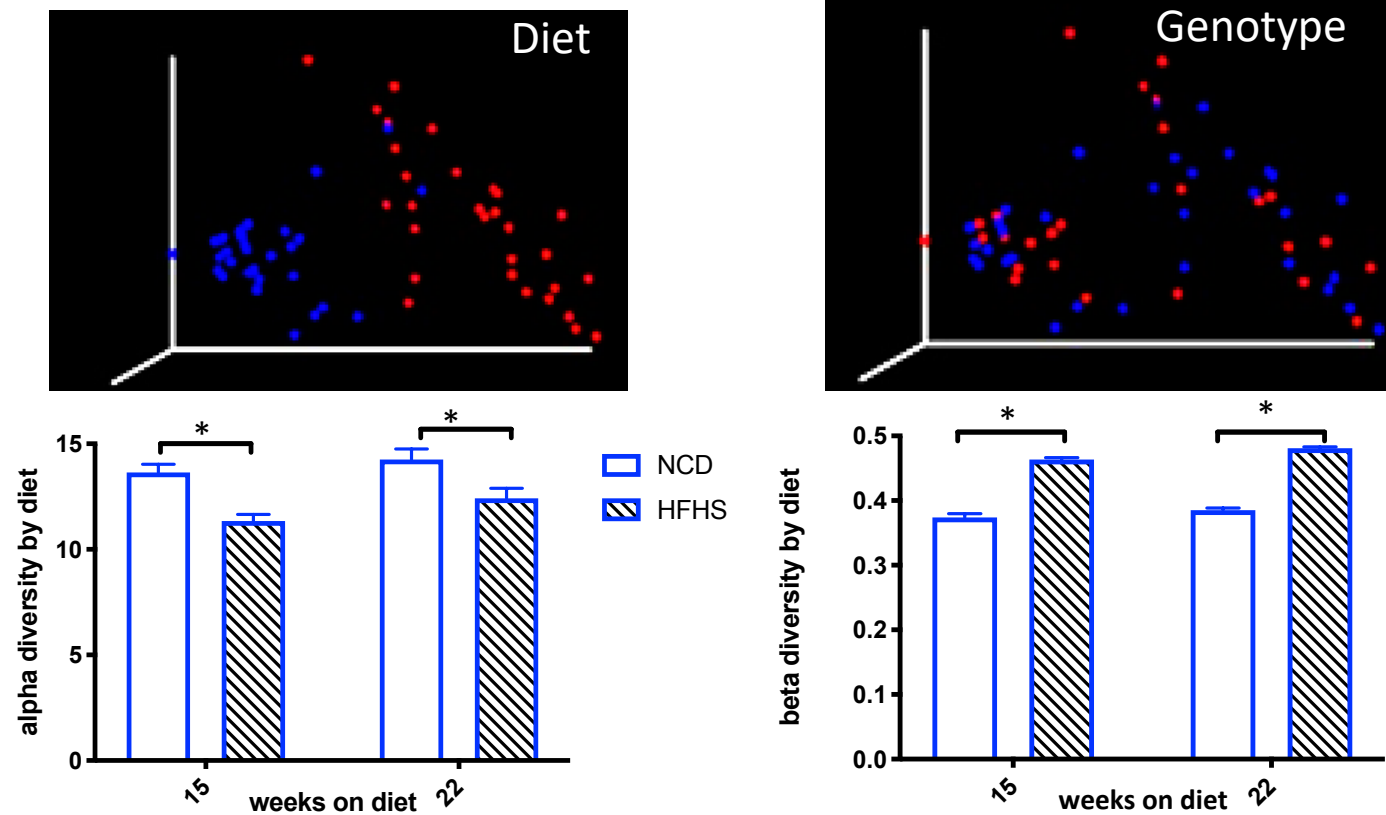 Diet
Genotype
* *
15
10
5
0
alpha diversity by diet
15
22
weeks on diet
NCD
HFHS
* *
0.5
0.4
0.3
0.2
0.1
0.0
beta diversity by diet
15
22
weeks on diet